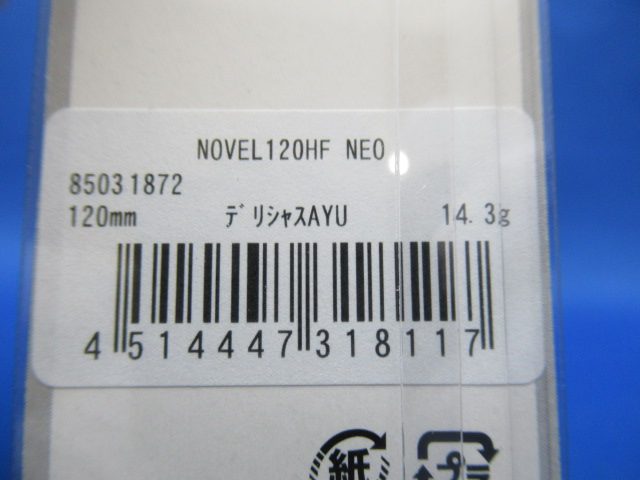 NOVEL120HF NEO
85031872
120mm ﾃﾞﾘｼｬｽAYU 14.3g
4 514447 318117
紙 プラ